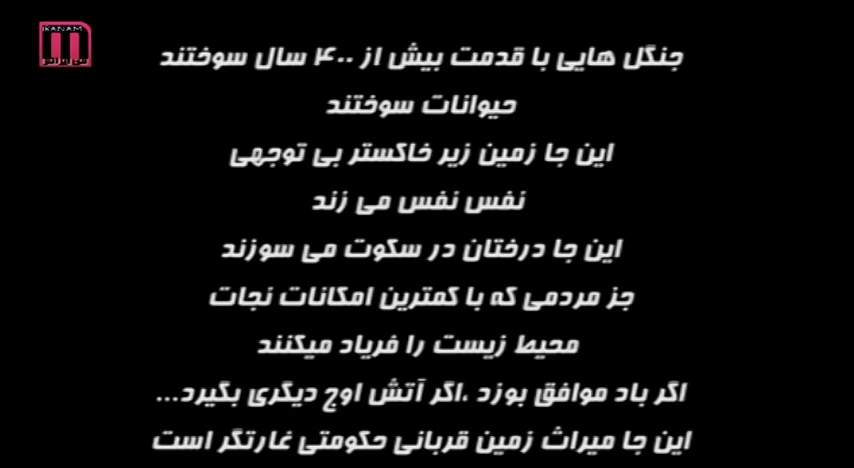 IRANAM
جنگل هایی با قدمت بیش از ۴۰۰ سال سوختند
حیوانات سوختند
این جا زمین زیر خاکستر بی توجهی
نفس نفس می زند
این جا درختان در سکوت می سوزند
جز مردمی که با کمترین امکانات نجات
محیط زیست را فریاد میکنند
اگر باد موافق بوزد ،اگر آتش اوج دیگری بگیرد...
این جا میراث زمین قربانی حکومتی غارتگر است